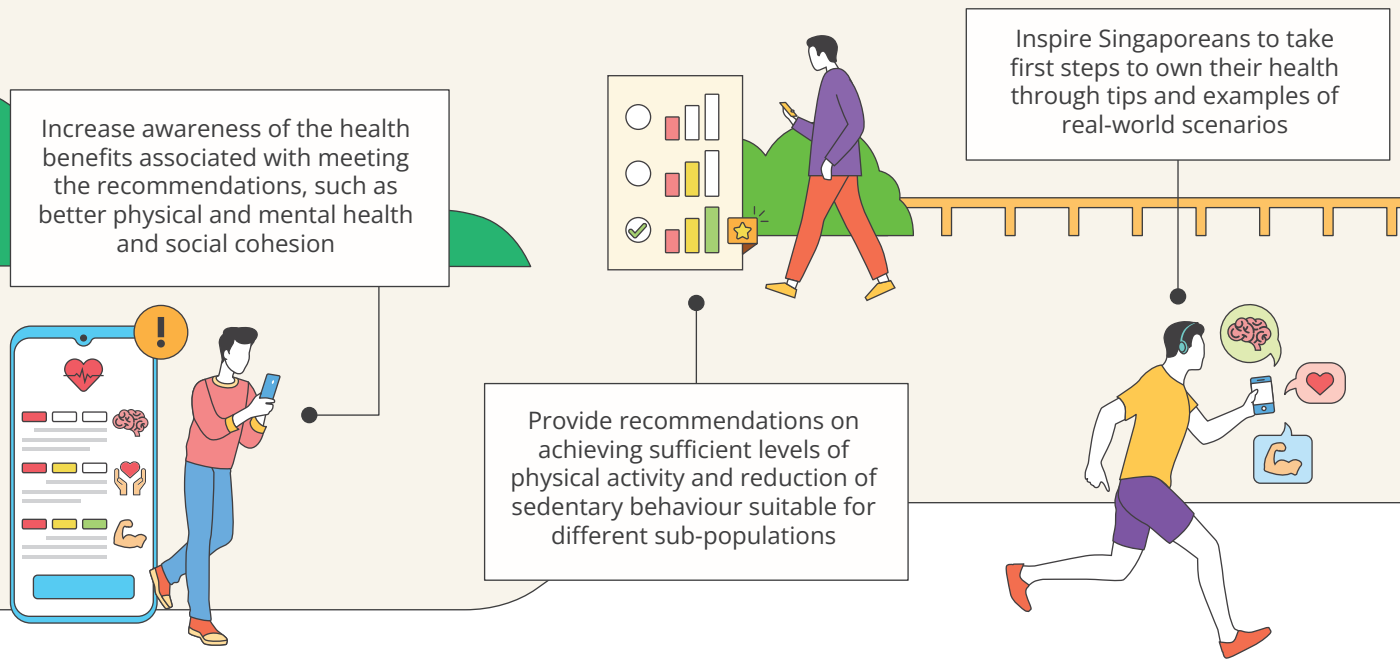 Increase awareness of the health
benefits associated with meeting
the recommendations, such as
better physical and mental health
and social cohesion
Provide recommendations on
achieving sufficient levels of
physical activity and reduction of
sedentary behaviour suitable for
different sub-populations
Inspire Singaporeans to take
first steps to own their health
through tips and examples of
real-world scenarios